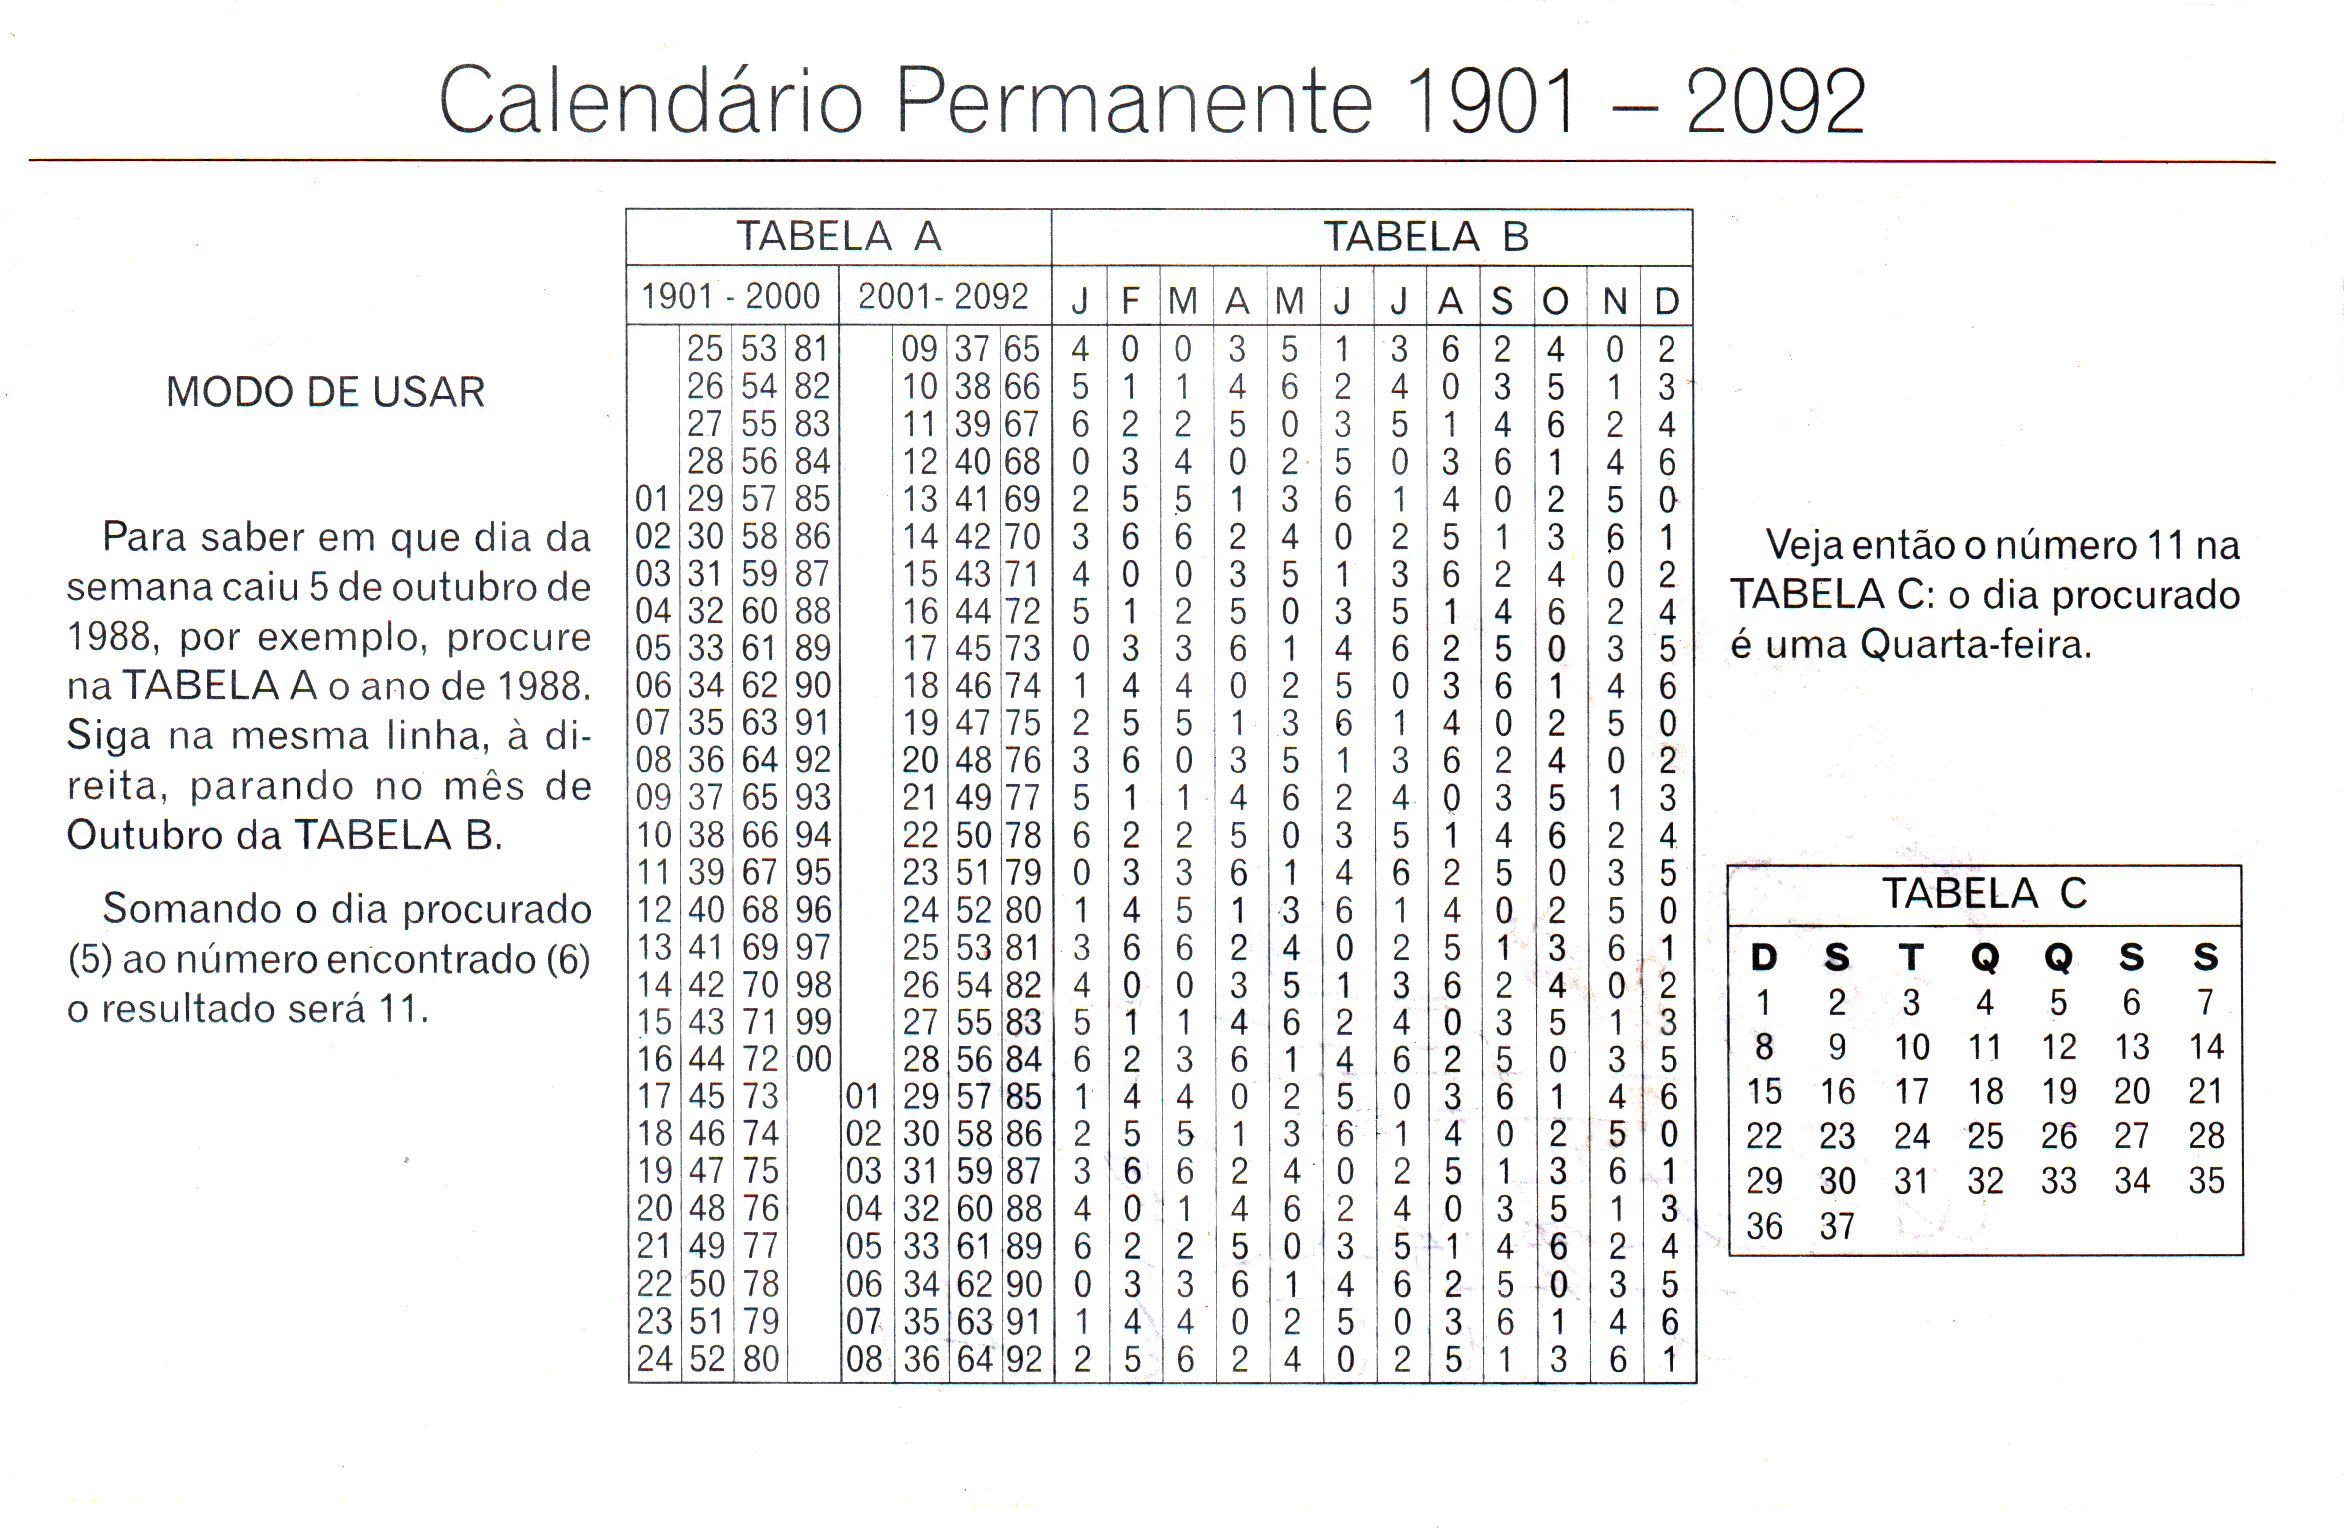 Calendário Permanente 1901 – 2092
MODO DE USAR
Para saber em que dia da
semana caiu 5 de outubro de
1988, por exemplo, procure
na TABELA A o ano de 1988.
Siga na mesma linha, à di-
reita, parando no mês de
Outubro da TABELA B.
Somando o dia procurado
(5) ao número encontrado (6)
o resultado será 11.
TABELA A TABELA B
1901 - 2000 2001- 2092 J F M A M J J A S O N D
25 53 81 09 37 65 4 0 0 3 5 1 3 6 2 4 0 2
26 54 82 10 38 66 5 1 1 4 6 2 4 0 3 5 1 3
27 55 83 11 39 67 6 2 2 5 0 3 5 1 4 6 2 4
28 56 84 12 40 68 0 3 4 0 2 5 0 3 6 1 4 6
01 29 57 85 13 41 69 2 5 5 1 3 6 1 4 0 2 5 0
02 30 58 86 14 42 70 3 6 6 2 4 0 2 5 1 3 6 1
03 31 59 87 15 43 71 4 0 0 3 5 1 3 6 2 4 0 2
04 32 60 88 16 44 72 5 1 2 5 0 3 5 1 4 6 2 4
05 33 61 89 17 45 73 0 3 3 6 1 4 6 2 5 0 3 5
06 34 62 90 18 46 74 1 4 4 0 2 5 0 3 6 1 4 6
07 35 63 91 19 47 75 2 5 5 1 3 6 1 4 0 2 5 0
08 36 64 92 20 48 76 3 6 0 3 5 1 3 6 2 4 0 2
09 37 65 93 21 49 77 5 1 1 4 6 2 4 0 3 5 1 3
10 38 66 94 22 50 78 6 2 2 5 0 3 5 1 4 6 2 4
11 39 67 95 23 51 79 0 3 3 6 1 4 6 2 5 0 3 5
12 40 68 96 24 52 80 1 4 5 1 3 6 1 4 0 2 5 0
13 41 69 97 25 53 81 3 6 6 2 4 0 2 5 1 3 6 1
14 42 70 98 26 54 82 4 0 0 3 5 1 3 6 2 4 0 2
15 43 71 99 27 55 83 5 1 1 4 6 2 4 0 3 5 1 3
16 44 72 00 28 56 84 6 2 3 6 1 4 6 2 5 0 3 5
17 45 73 01 29 57 85 1 4 4 0 2 5 0 3 6 1 4 6
18 46 74 02 30 58 86 2 5 5 1 3 6 1 4 0 2 5 0
19 47 75 03 31 59 87 3 6 6 2 4 0 2 5 1 3 6 1
20 48 76 04 32 60 88 4 0 1 4 6 2 4 0 3 5 1 3
21 49 77 05 33 61 89 6 2 2 5 0 3 5 1 4 6 2 4
22 50 78 06 34 62 90 0 3 3 6 1 4 6 2 5 0 3 5
23 51 79 07 35 63 91 1 4 4 0 2 5 0 3 6 1 4 6
24 52 80 08 36 64 92 2 5 6 2 4 0 2 5 1 3 6 1
Veja então o número 11 na
TABELA C: o dia procurado
é uma Quarta-feira.
TABELA C
D S T Q Q S S
1 2 3 4 5 6 7
8 9 10 11 12 13 14
15 16 17 18 19 20 21
22 23 24 25 26 27 28
29 30 31 32 33 34 35
36 37